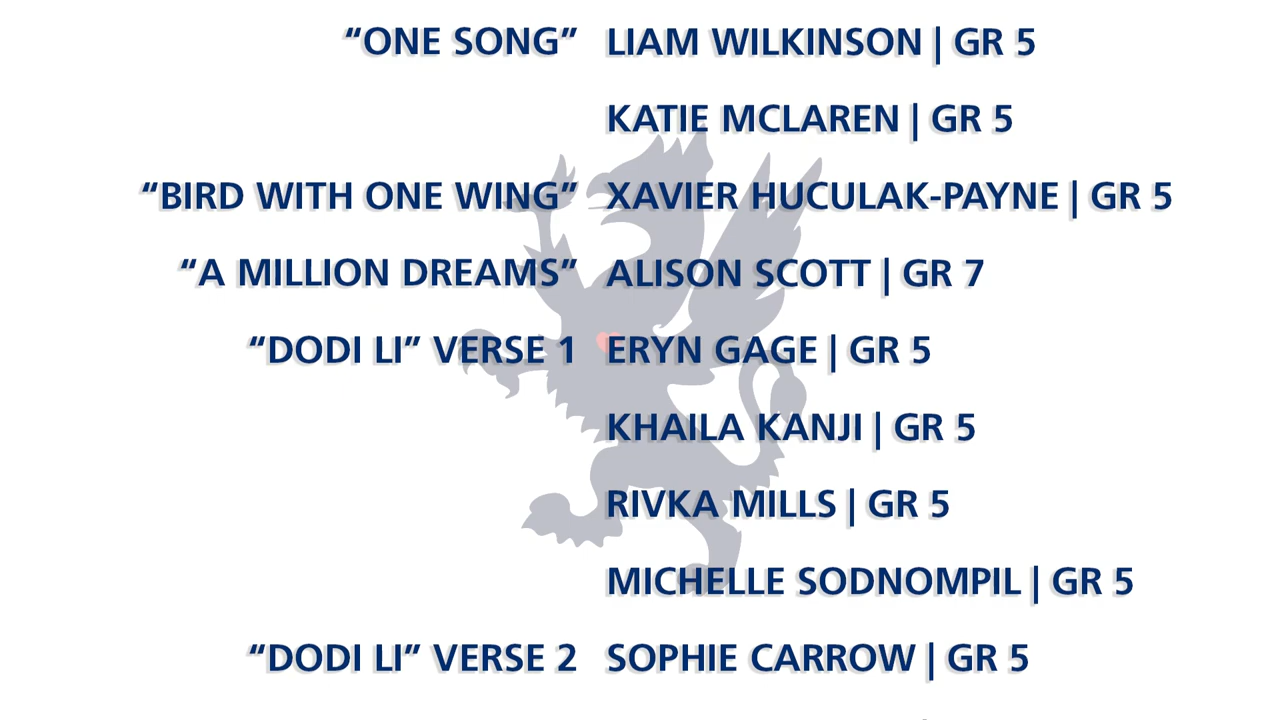 “ONE SONG” LIAM WILKINSON | GR 5
KATIE MCLAREN | GR 5
“BIRD WITH ONE WING” XAVIER HUCULAK-PAYNE | GR 5
“A MILLION DREAMS” ALISON SCOTT | GR 7
“DODI LI” VERSE 1 ERYN GAGE | GR 5
KHAILA KANJI | GR 5
RIVKA MILLS | GR 5
MICHELLE SODNOMPIL | GR 5
“DODI LI” VERSE 2 SOPHIE CARROW | GR 5